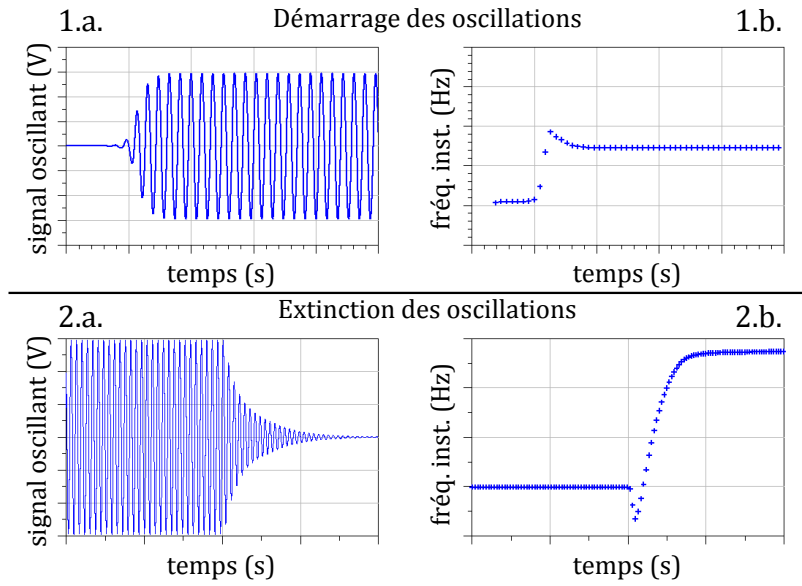 Démarrage des oscillations
1.a.
1.b.
signal oscillant (V)
temps (s)
fréq. inst. (Hz)
temps (s)
Extinction des oscillations
2.a.
2.b.
signal oscillant (V)
temps (s)
fréq. inst. (Hz)
temps (s)